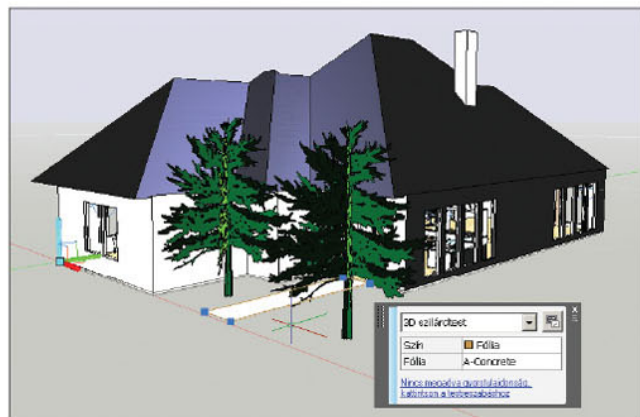 3D szilárdtest
Szín Fólia
Fólia A-Concrete
Nincs megadva gyorstulajdonság,
kattintson a testreszabáshoz